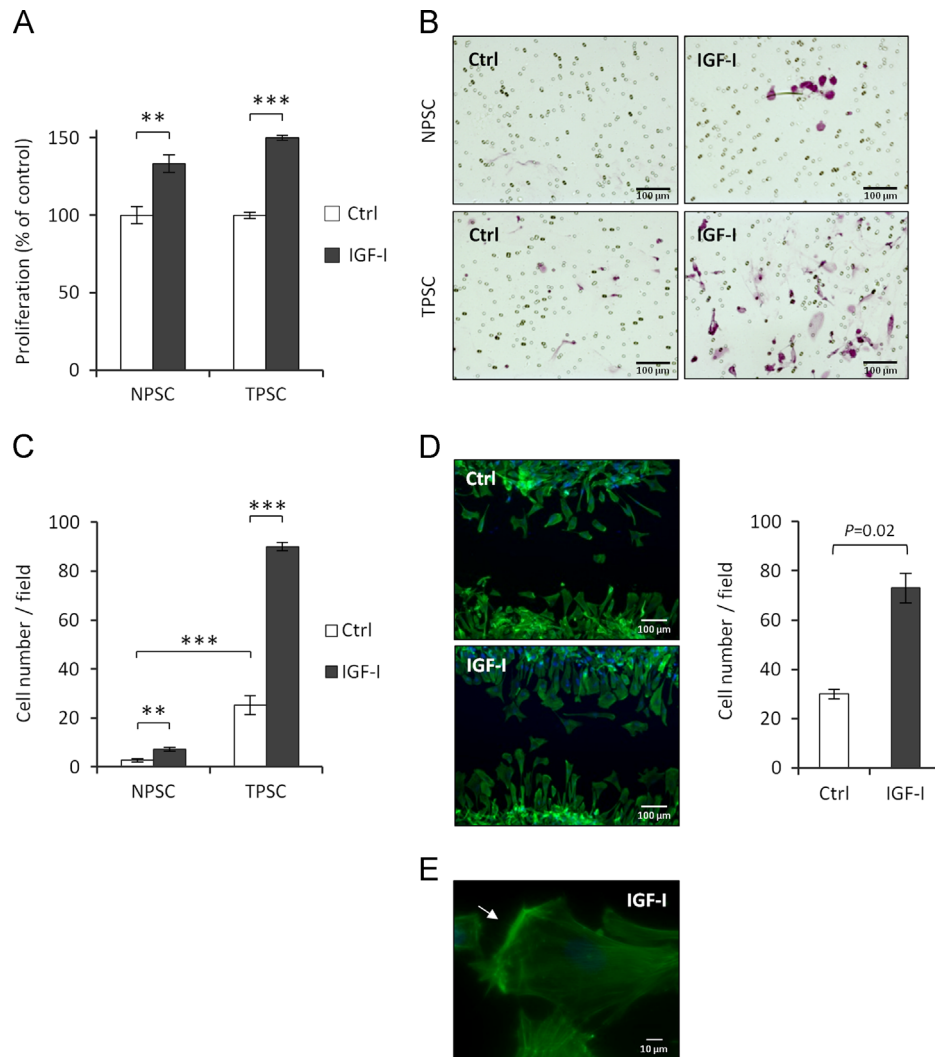 A
Proliferation (% of control)
150
100
50
0
**
***
NPSC
TPSC
Ctrl
IGF-I
B
NPSC
TPSC
Ctrl
100 µm
IGF-I
100 µm
Ctrl
100 µm
IGF-I
100 µm
C
Cell number / field
100
80
60
40
20
0
**
***
***
NPSC
TPSC
Ctrl
IGF-I
D
Ctrl
100 µm
IGF-I
100 µm
Cell number / field
100
80
60
40
20
0
P=0.02
Ctrl
IGF-I
E
IGF-I
10 µm